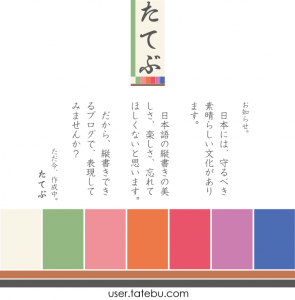 たてぶ
お知らせ。
日本には、守るべき
素晴らしい文化があり
ます。
日本語の縦書きの美
しさ、楽しさ、忘れて
ほしくないと思います。
だから、縦書きでき
るブログで、表現して
みませんか？
ただ今、作成中。
たてぶ
user.tatebu.com